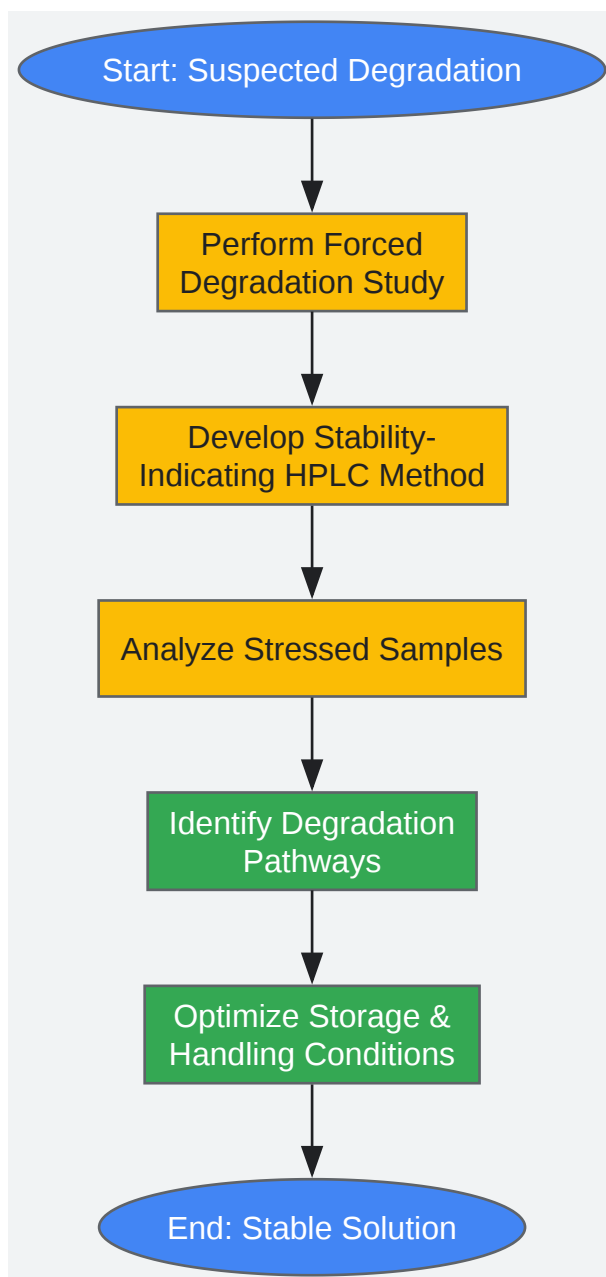 Start: Suspected Degradation
Perform Forced
Degradation Study
Develop Stability-
Indicating HPLC Method
Analyze Stressed Samples
Identify Degradation
Pathways
Optimize Storage &
Handling Conditions
End: Stable Solution